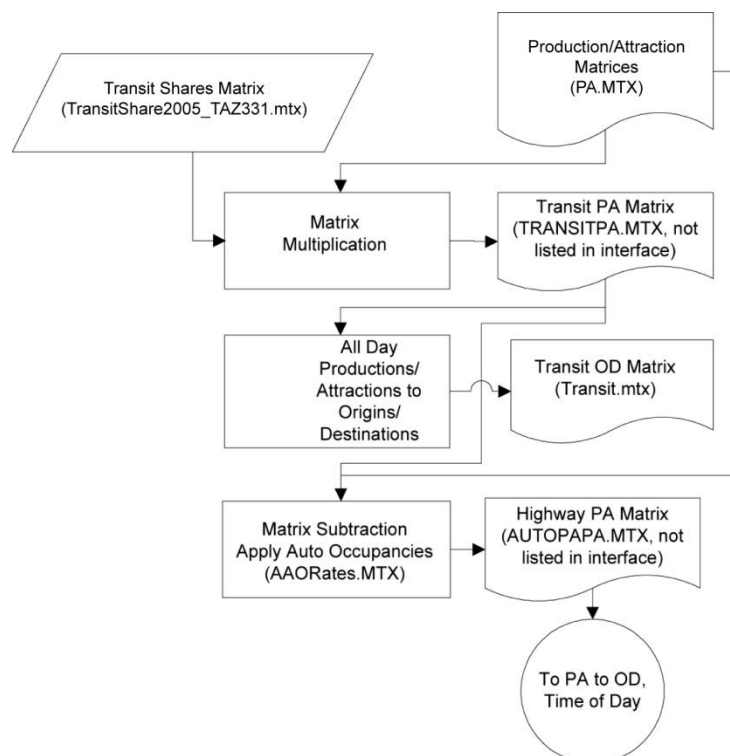 Production/Attraction
Matrices
(PA.MTX)
Transit Shares Matrix
(TransitShare2005_TAZ331.mtx)
Matrix
Multiplication
Transit PA Matrix
(TRANSITPA.MTX, not
listed in interface)
All Day
Productions/
Attractions to
Origins/
Destinations
Transit OD Matrix
(Transit.mtx)
Matrix Subtraction
Apply Auto Occupancies
(AAORates.MTX)
Highway PA Matrix
(AUTOPAPA.MTX, not
listed in interface)
To PA to OD,
Time of Day